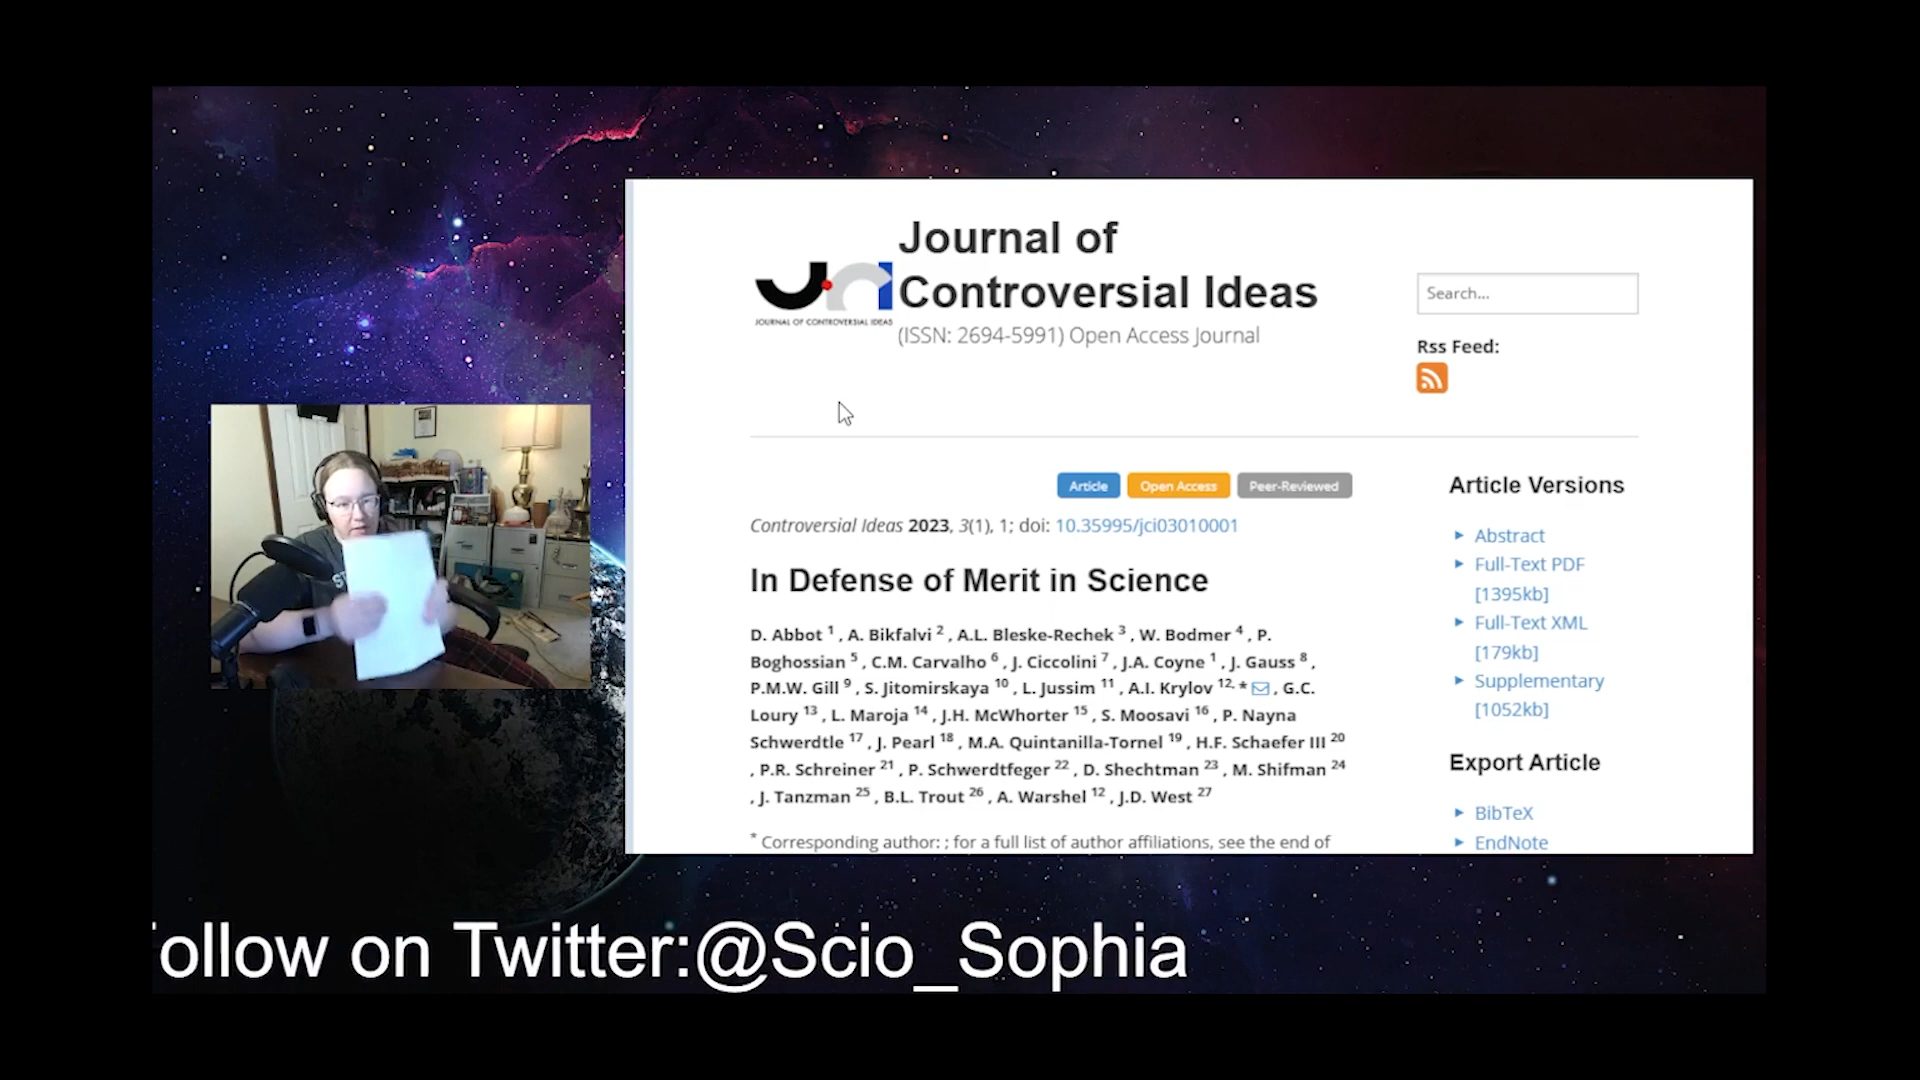 Journal of
Controversial Ideas
JOURNAL OF CONTROVERSIAL IDEAS
(ISSN: 2694-5991) Open Access Journal
Search...
Rss Feed:
Article Open Access Peer-Reviewed
Controversial Ideas 2023, 3(1), 1; doi: 10.35995/jci03010001
In Defense of Merit in Science
D. Abbot 1 , A. Bikfalvi 2 , A.L. Bleske-Rechek 3 , W. Bodmer 4 , P.
Boghossian 5 , C.M. Carvalho 6 , J. Ciccolini 7 , J.A. Coyne 1 , J. Gauss 8 ,
P.M.W. Gill 9 , S. Jitomirskaya 10 , L. Jussim 11 , A.I. Krylov 12, * , G.C.
Loury 13 , L. Maroja 14 , J.H. McWhorter 15 , S. Moosavi 16 , P. Nayna
Schwerdtle 17 , J. Pearl 18 , M.A. Quintanilla-Tornel 19 , H.F. Schaefer III 20
, P.R. Schreiner 21 , P. Schwerdtfeger 22 , D. Shechtman 23 , M. Shifman 24
, J. Tanzman 25 , B.L. Trout 26 , A. Warshel 12 , J.D. West 27
* Corresponding author: ; for a full list of author affiliations, see the end of
Article Versions
Abstract
Full-Text PDF
[1395kb]
Full-Text XML
[179kb]
Supplementary
[1052kb]
Export Article
BibTeX
EndNote
ollow on Twitter:@Scio_Sophia